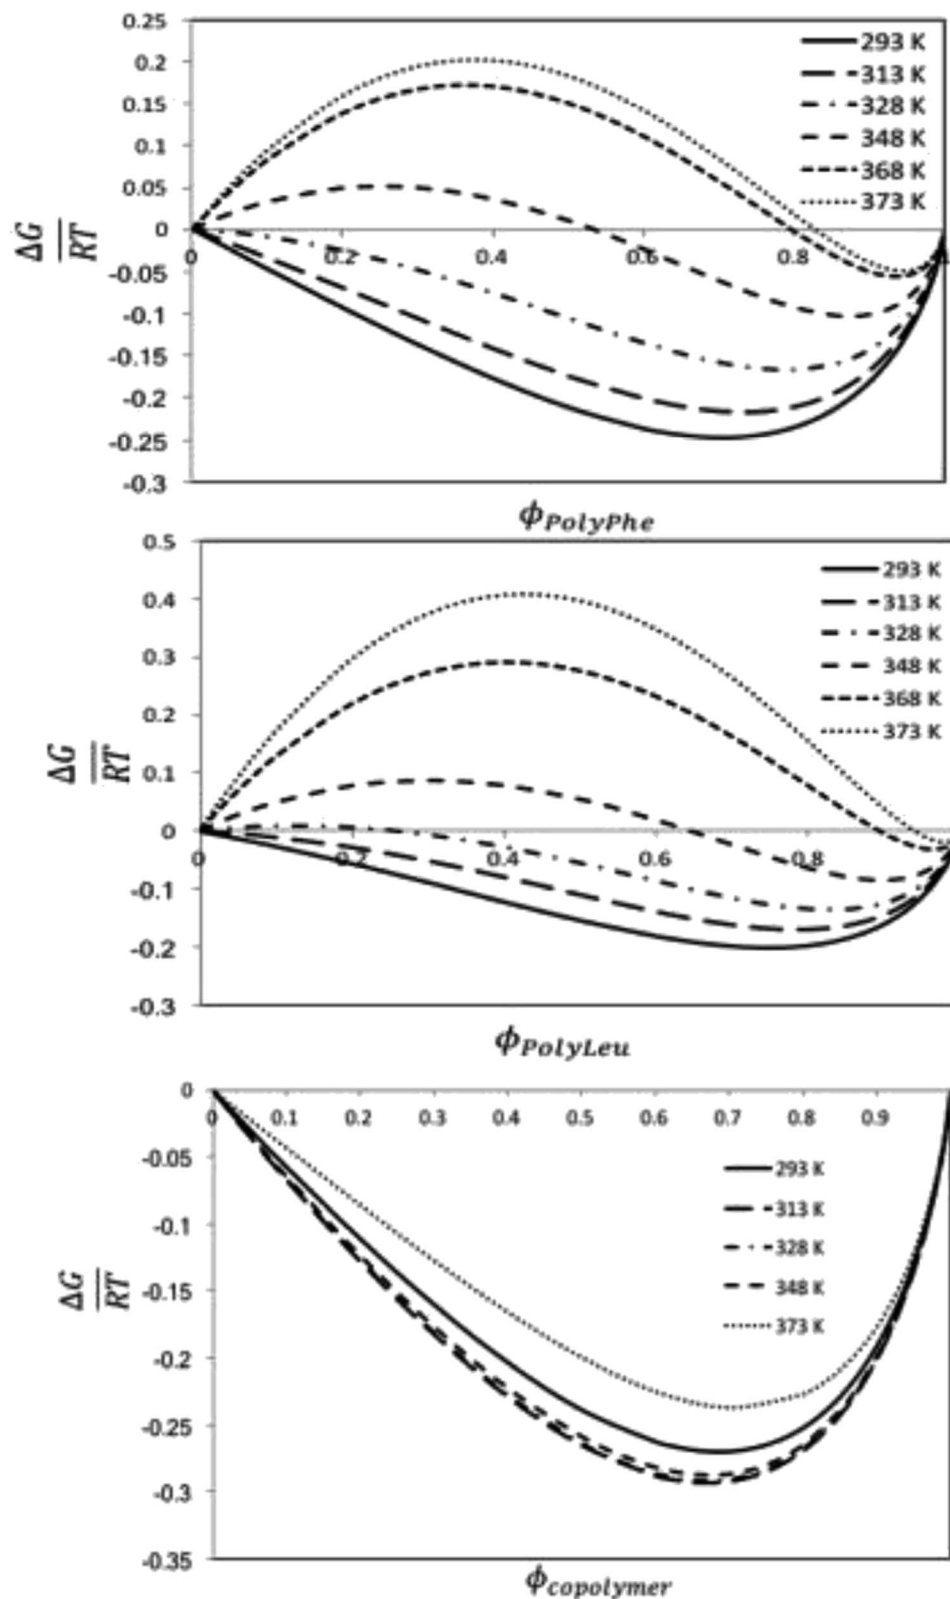 0.25
0.2
0.15
0.1
0.05
0
-0.05
-0.1
-0.15
-0.2
-0.25
-0.3
ΔG
RT
0 0.2 0.4 0.6 0.8 1
293 K
313 K
328 K
348 K
368 K
373 K
ϕPolyPhe
0.5
0.4
0.3
0.2
0.1
0
-0.1
-0.2
-0.3
ΔG
RT
0 0.2 0.4 0.6 0.8
293 K
313 K
328 K
348 K
368 K
373 K
ϕPolyLeu
0
-0.05
-0.1
-0.15
-0.2
-0.25
-0.3
-0.35
ΔG
RT
0 0.1 0.2 0.3 0.4 0.5 0.6 0.7 0.8 0.9
293 K
313 K
328 K
348 K
373 K
ϕcopolymer